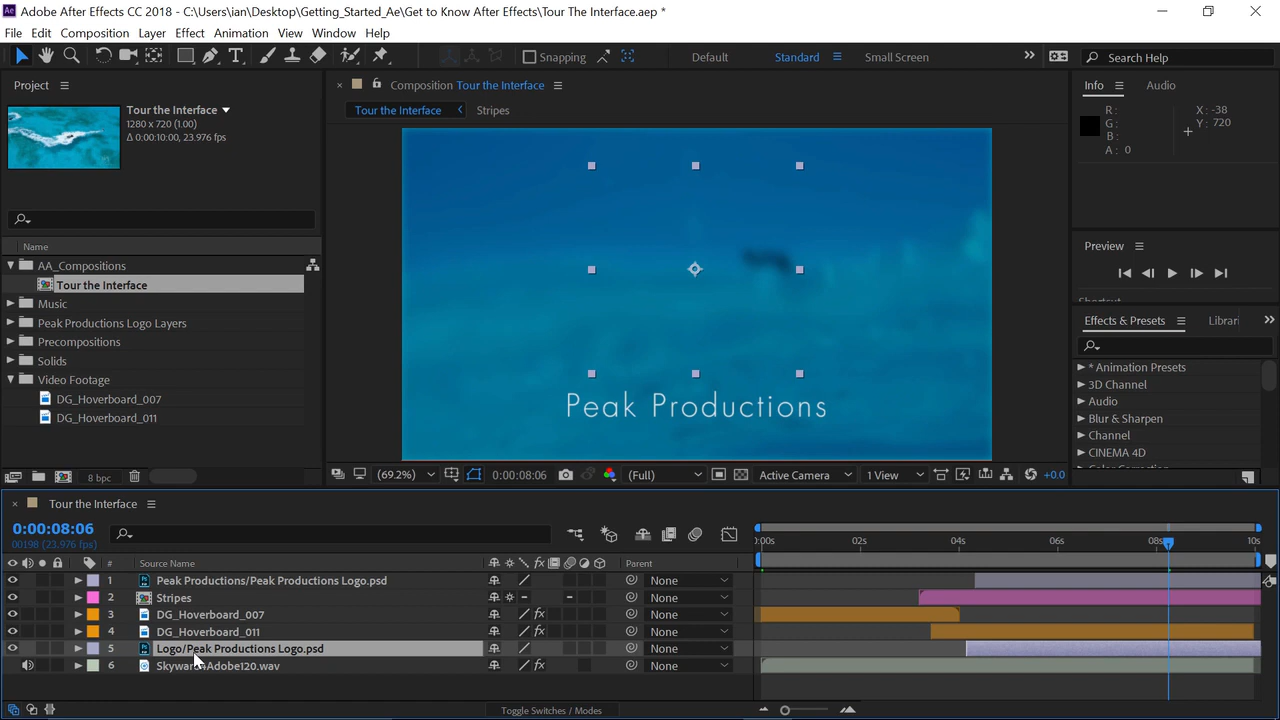 Adobe After Effects CC 2018 - C:\Users\ian\Desktop\Getting_Started_Ae\Get to Know After Effects\Tour The Interface.aep *
File Edit Composition Layer Effect Animation View Window Help
Snapping Default Standard Small Screen Search Help
Project
Tour the Interface
1280 x 720 (1.00)
Δ 0:00:10:00, 23.976 fps
Name
AA_Compositions
Tour the Interface
Music
Peak Productions Logo Layers
Precompositions
Solids
Video Footage
DG_Hoverboard_007
DG_Hoverboard_011
8 bpc
Composition Tour the Interface
Tour the Interface Stripes
Peak Productions
(69.2%) 0:00:08:06 (Full) Active Camera 1 View +0.0
Info Audio
R: X: -38
G: Y: 720
B:
A: 0
Preview
Effects & Presets Librari
* Animation Presets
3D Channel
Audio
Blur & Sharpen
Channel
CINEMA 4D
Tour the Interface
0:00:08:06
00198 (23.976 fps)
:00s 02s 04s 06s 08s 10s
# Source Name Parent
1 Peak Productions/Peak Productions Logo.psd None
2 Stripes None
3 DG_Hoverboard_007 None
4 DG_Hoverboard_011 None
5 Logo/Peak Productions Logo.psd None
6 Adobe120.wav None
Toggle Switches / Modes